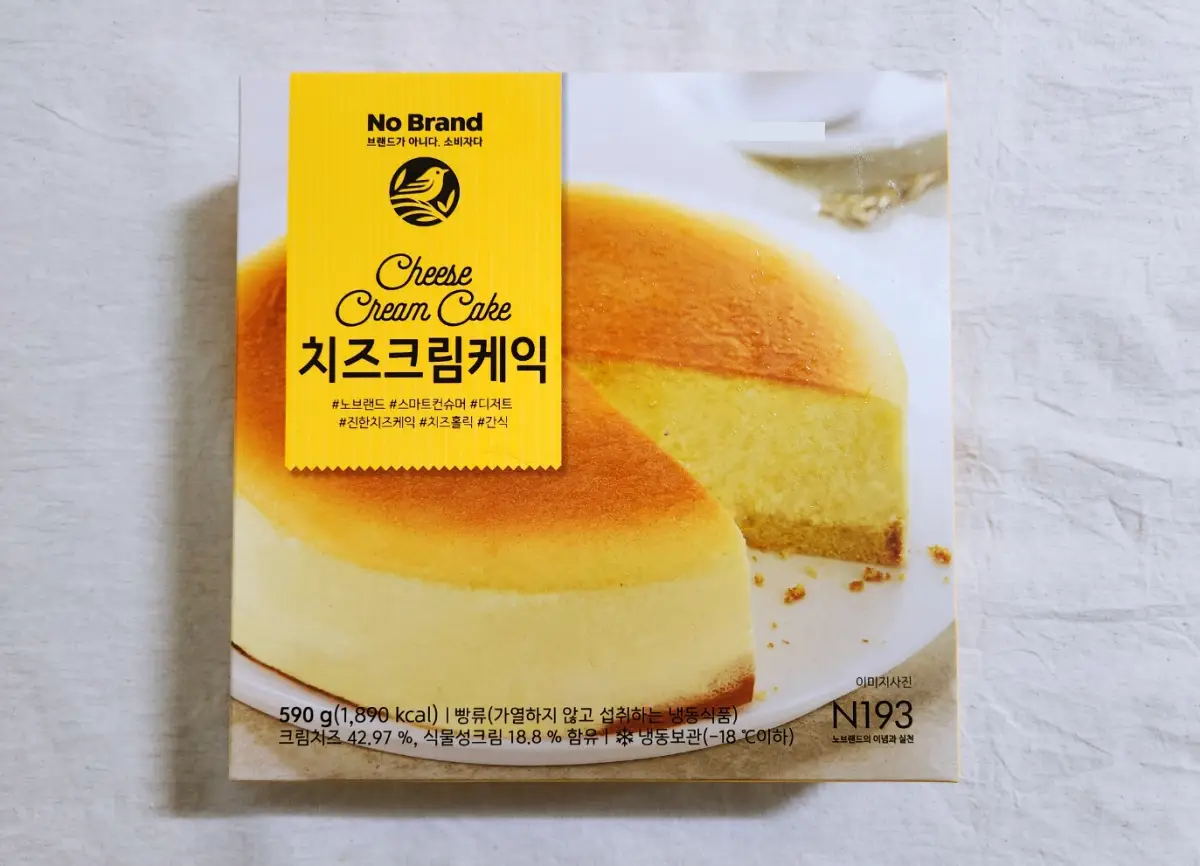 No Brand
브랜드가 아니다. 소비자다
Cheese
Cream Cake
치즈크림케익
#노브랜드 #스마트컨슈머 #디저트
#진한치즈케익 #치즈홀릭 #간식
이미지사진
590 g(1,890 kcal) | 빵류(가열하지 않고 섭취하는 냉동식품)
크림치즈 42.97 %, 식물성크림 18.8 % 함유 | ❄ 냉동보관(-18 ℃이하)
N193
노브랜드의 이념과 실천